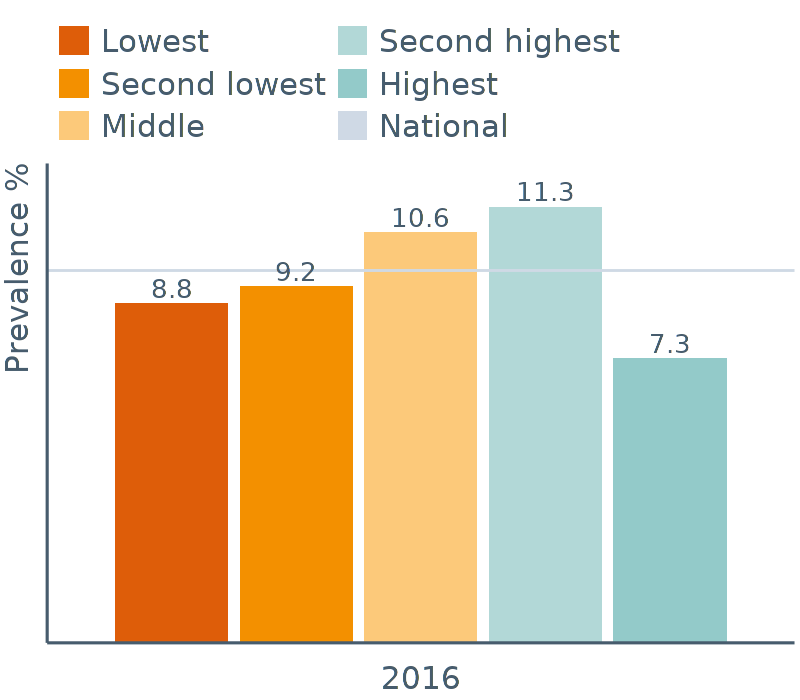 Lowest
Second lowest
Middle
Second highest
Highest
National
Prevalence %
8.8
9.2
10.6
11.3
7.3
2016